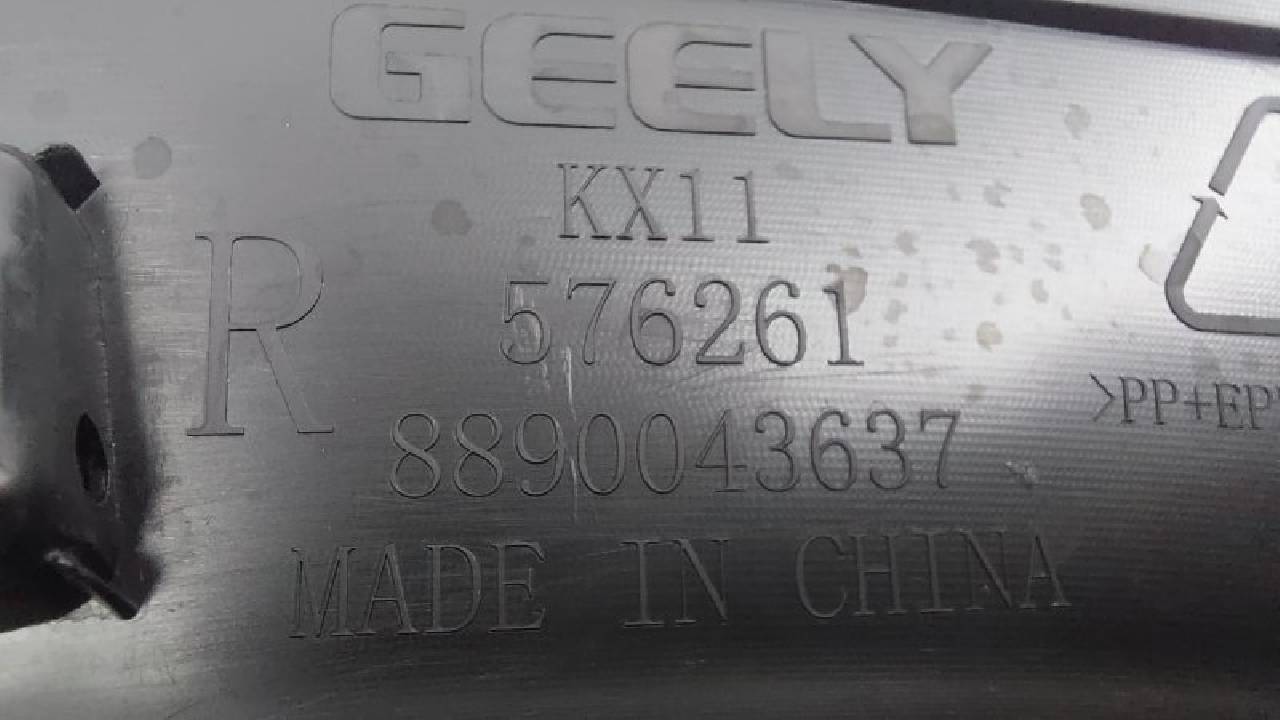 GEELY
KX11
R
576261
>PP+EP
8890043637
MADE IN CHINA